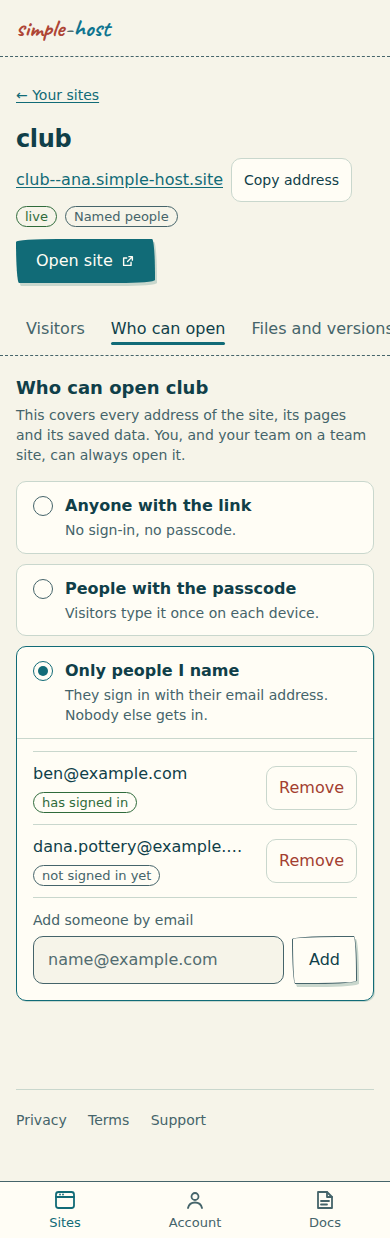 simple-host
← Your sites
club
club--ana.simple-host.site
Copy address
live
Named people
Open site
Visitors
Who can open
Files and versions
Who can open club
This covers every address of the site, its pages
and its saved data. You, and your team on a team
site, can always open it.
Anyone with the link
No sign-in, no passcode.
People with the passcode
Visitors type it once on each device.
Only people I name
They sign in with their email address.
Nobody else gets in.
ben@example.com
has signed in
Remove
dana.pottery@example.…
not signed in yet
Remove
Add someone by email
name@example.com
Add
Privacy
Terms
Support
Sites
Account
Docs